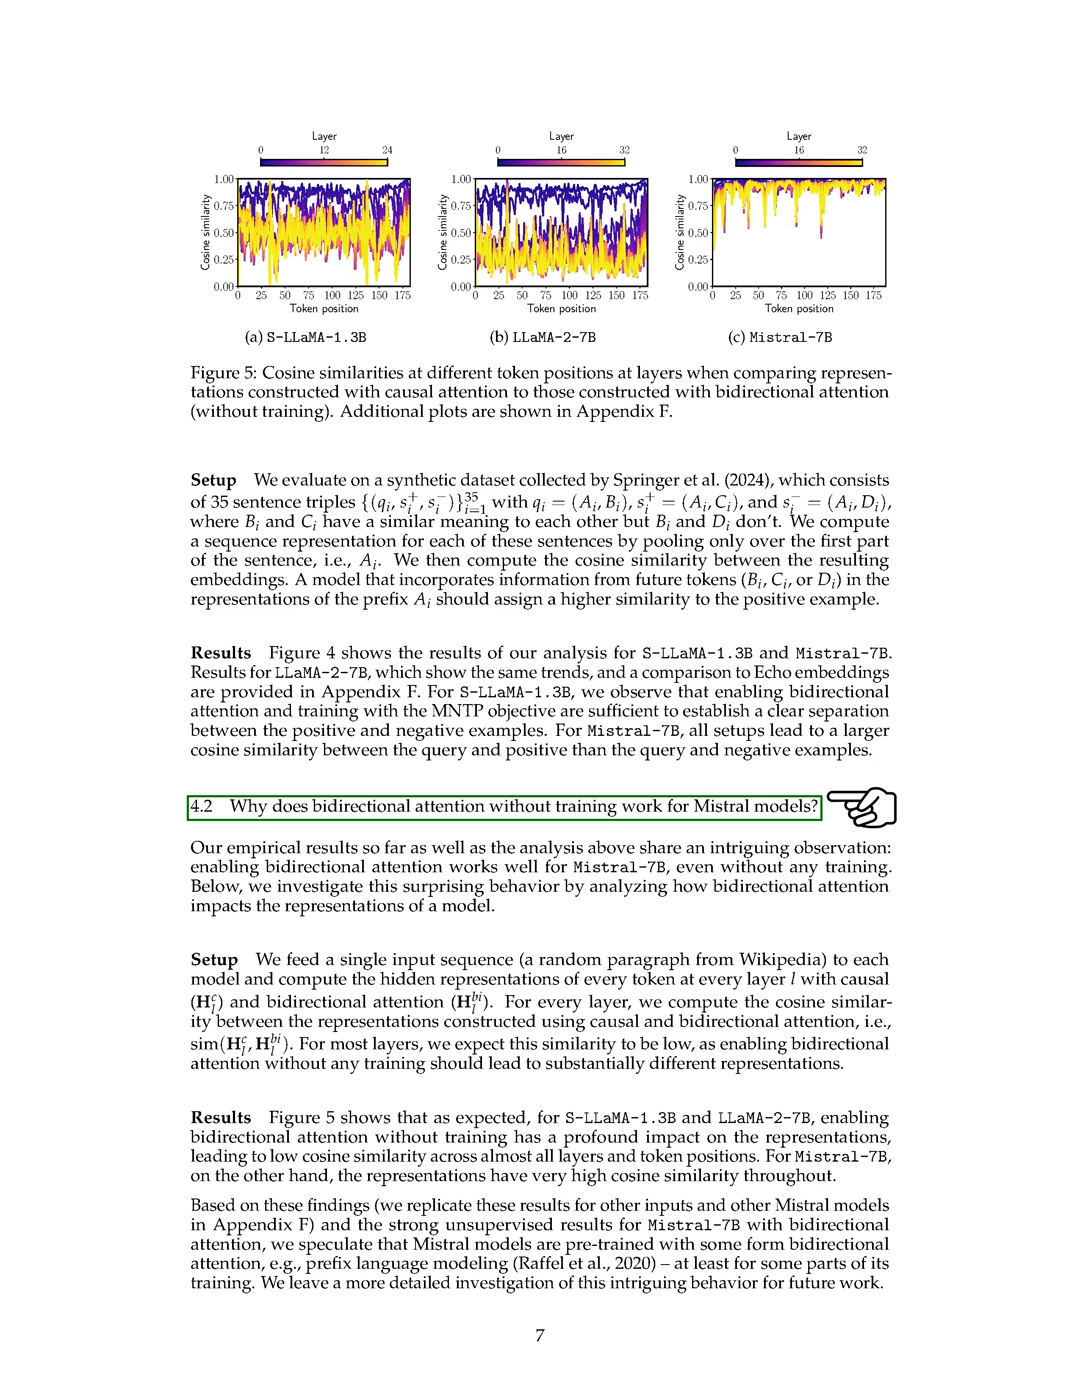 Layer Layer Layer
0 12 24 0 16 32 0 16 32
1.00 0.75 0.50 0.25 0.00 Cosine similarity 1.00 0.75 0.50 0.25 0.00 Cosine similarity 1.00 0.75 0.50 0.25 0.00 Cosine similarity
0 25 50 75 100 125 150 175 0 25 50 75 100 125 150 175 0 25 50 75 100 125 150 175
Token position Token position Token position
(a) S-LLaMA-1.3B (b) LLaMA-2-7B (c) Mistral-7B
Figure 5: Cosine similarities at different token positions at layers when comparing represen-
tations constructed with causal attention to those constructed with bidirectional attention
(without training). Additional plots are shown in Appendix F.
Setup We evaluate on a synthetic dataset collected by Springer et al. (2024), which consists
of 35 sentence triples {(q_i, s_i^+, s_i^-)}_{i=1}^{35} with q_i = (A_i, B_i), s_i^+ = (A_i, C_i), and s_i^- = (A_i, D_i),
where B_i and C_i have a similar meaning to each other but B_i and D_i don't. We compute
a sequence representation for each of these sentences by pooling only over the first part
of the sentence, i.e., A_i. We then compute the cosine similarity between the resulting
embeddings. A model that incorporates information from future tokens (B_i, C_i, or D_i) in the
representations of the prefix A_i should assign a higher similarity to the positive example.
Results Figure 4 shows the results of our analysis for S-LLaMA-1.3B and Mistral-7B.
Results for LLaMA-2-7B, which show the same trends, and a comparison to Echo embeddings
are provided in Appendix F. For S-LLaMA-1.3B, we observe that enabling bidirectional
attention and training with the MNTP objective are sufficient to establish a clear separation
between the positive and negative examples. For Mistral-7B, all setups lead to a larger
cosine similarity between the query and positive than the query and negative examples.
4.2 Why does bidirectional attention without training work for Mistral models?
Our empirical results so far as well as the analysis above share an intriguing observation:
enabling bidirectional attention works well for Mistral-7B, even without any training.
Below, we investigate this surprising behavior by analyzing how bidirectional attention
impacts the representations of a model.
Setup We feed a single input sequence (a random paragraph from Wikipedia) to each
model and compute the hidden representations of every token at every layer l with causal
(H_l^c) and bidirectional attention (H_l^{bi}). For every layer, we compute the cosine similar-
ity between the representations constructed using causal and bidirectional attention, i.e.,
sim(H_l^c, H_l^{bi}). For most layers, we expect this similarity to be low, as enabling bidirectional
attention without any training should lead to substantially different representations.
Results Figure 5 shows that as expected, for S-LLaMA-1.3B and LLaMA-2-7B, enabling
bidirectional attention without training has a profound impact on the representations,
leading to low cosine similarity across almost all layers and token positions. For Mistral-7B,
on the other hand, the representations have very high cosine similarity throughout.
Based on these findings (we replicate these results for other inputs and other Mistral models
in Appendix F) and the strong unsupervised results for Mistral-7B with bidirectional
attention, we speculate that Mistral models are pre-trained with some form bidirectional
attention, e.g., prefix language modeling (Raffel et al., 2020) – at least for some parts of its
training. We leave a more detailed investigation of this intriguing behavior for future work.
7